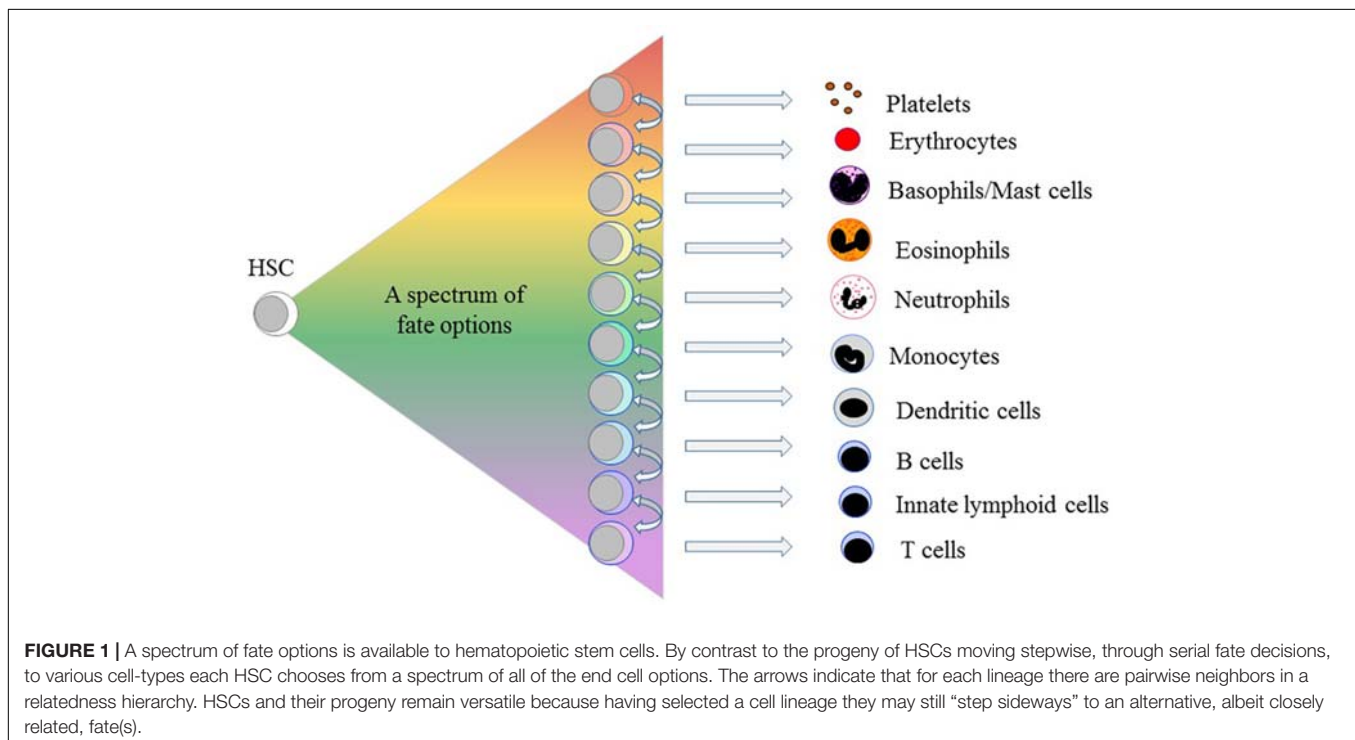 HSC
A spectrum of
fate options
Platelets
Erythrocytes
Basophils/Mast cells
Eosinophils
Neutrophils
Monocytes
Dendritic cells
B cells
Innate lymphoid cells
T cells
FIGURE 1 | A spectrum of fate options is available to hematopoietic stem cells. By contrast to the progeny of HSCs moving stepwise, through serial fate decisions,
to various cell-types each HSC chooses from a spectrum of all of the end cell options. The arrows indicate that for each lineage there are pairwise neighbors in a
relatedness hierarchy. HSCs and their progeny remain versatile because having selected a cell lineage they may still “step sideways” to an alternative, albeit closely
related, fate(s).